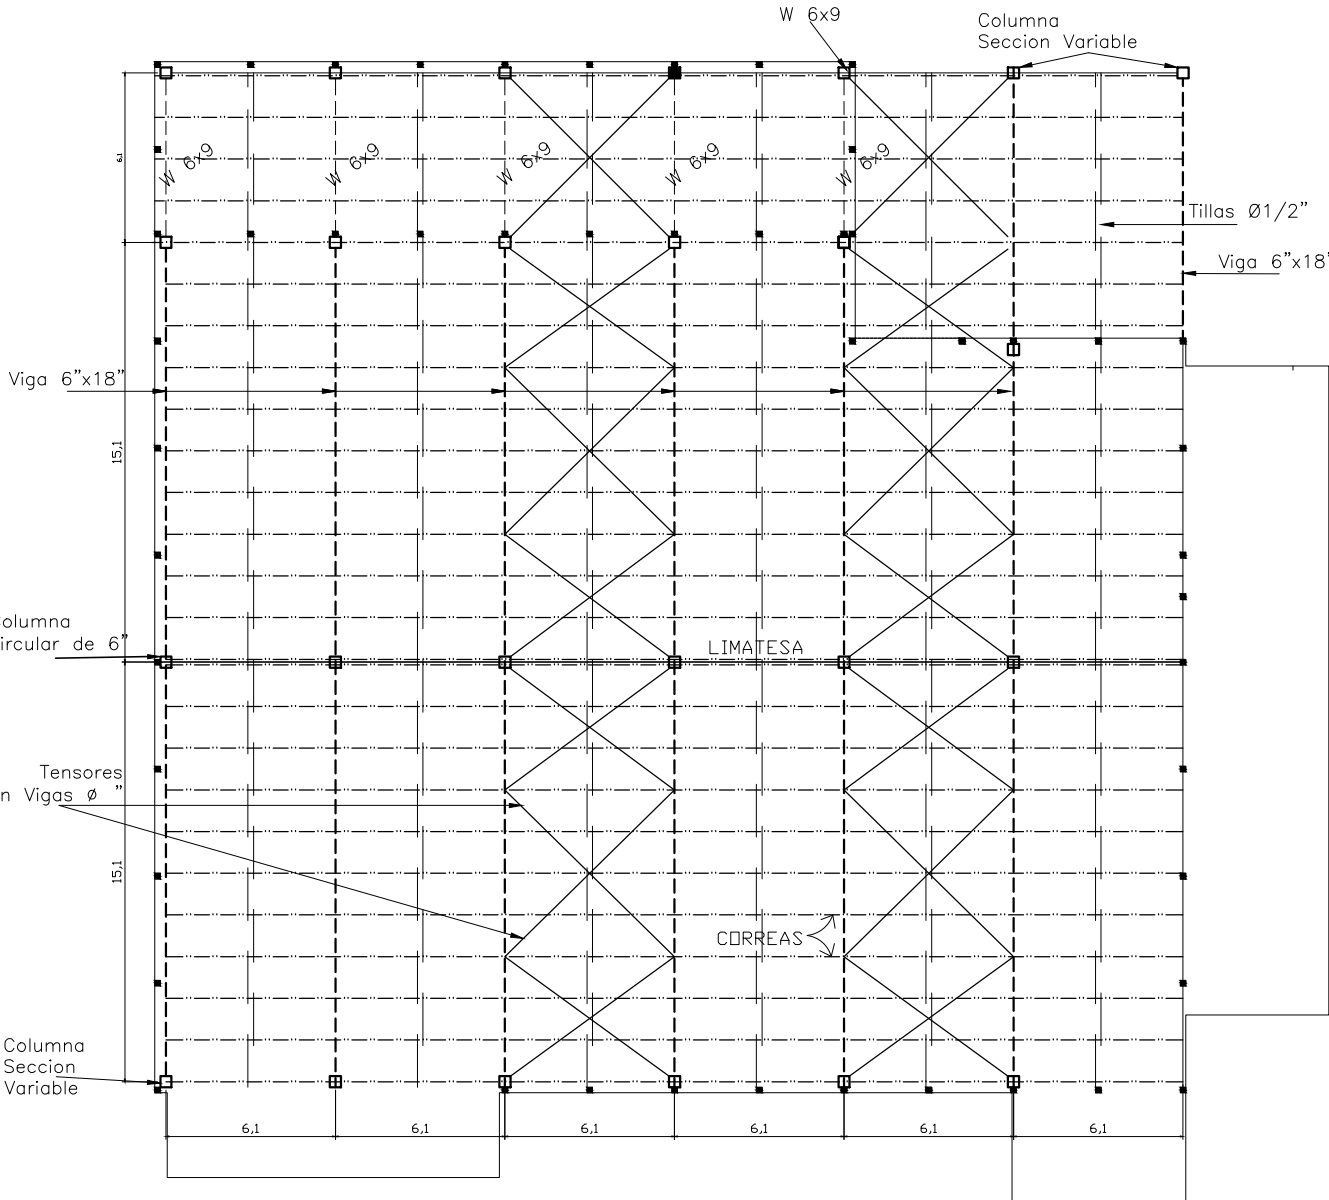 W 6x9
Columna
Seccion Variable
6,1
W 6x9
W 6x9
W 6x9
W 6x9
W 6x9
Tillas Ø1/2"
Viga 6"x18"
Viga 6"x18"
15,1
olumna
ircular de 6"
LIMATESA
Tensores
n Vigas ø "
15,1
CORREAS
Columna
Seccion
Variable
6,1
6,1
6,1
6,1
6,1
6,1